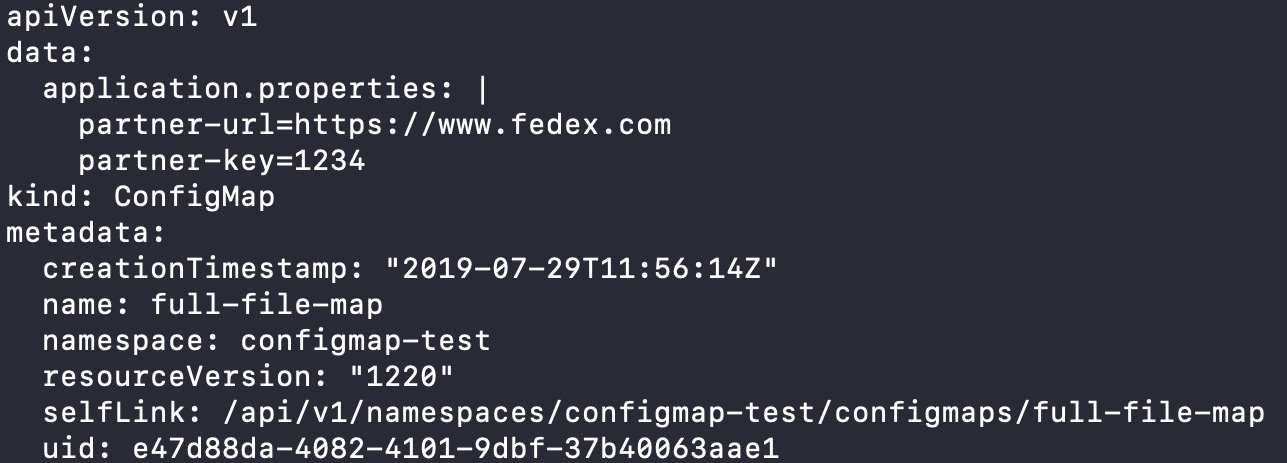 apiVersion: v1
data:
  application.properties: |
    partner-url=https://www.fedex.com
    partner-key=1234
kind: ConfigMap
metadata:
  creationTimestamp: "2019-07-29T11:56:14Z"
  name: full-file-map
  namespace: configmap-test
  resourceVersion: "1220"
  selfLink: /api/v1/namespaces/configmap-test/configmaps/full-file-map
  uid: e47d88da-4082-4101-9dbf-37b40063aae1